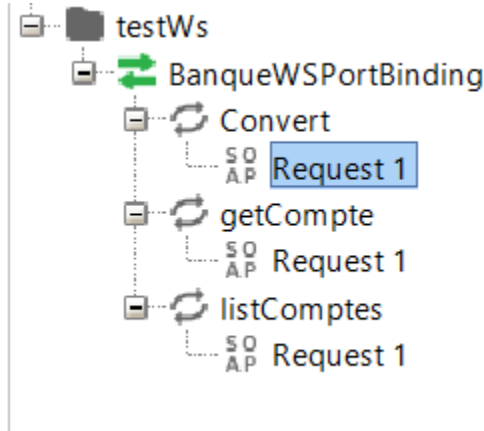 testWs
BanqueWSPortBinding
Convert
SOAP Request 1
getCompte
SOAP Request 1
listComptes
SOAP Request 1